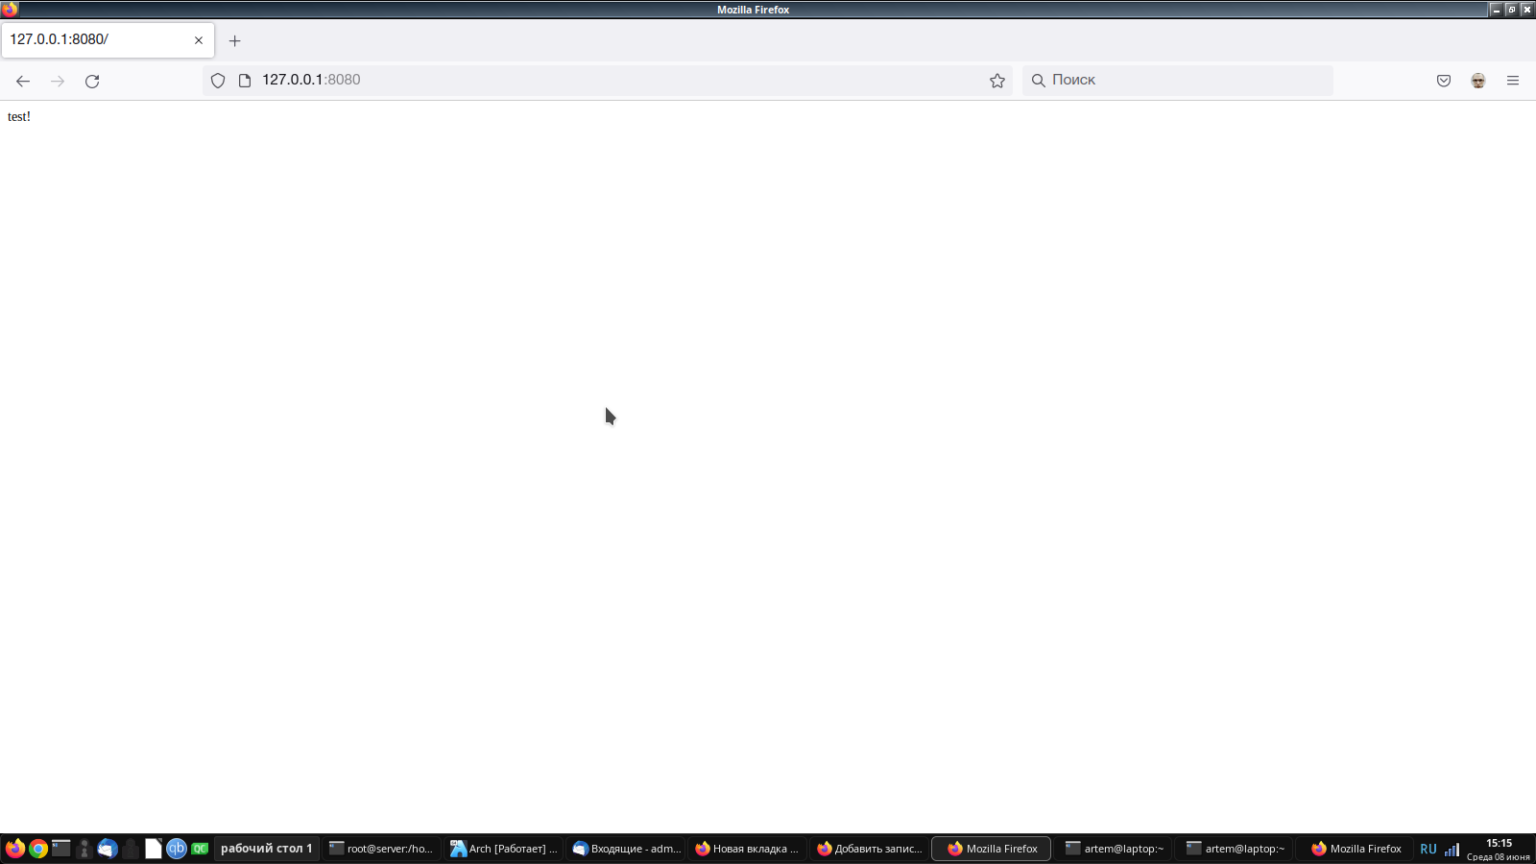 Mozilla Firefox
127.0.0.1:8080/
127.0.0.1:8080
Поиск
test!
qb
QC
рабочий стол 1
root@server:/ho...
Arch [Работает] ...
Входящие - adm...
Новая вкладка ...
Добавить запис...
Mozilla Firefox
artem@laptop:~
artem@laptop:~
Mozilla Firefox
RU
15:15
Среда 08 июня